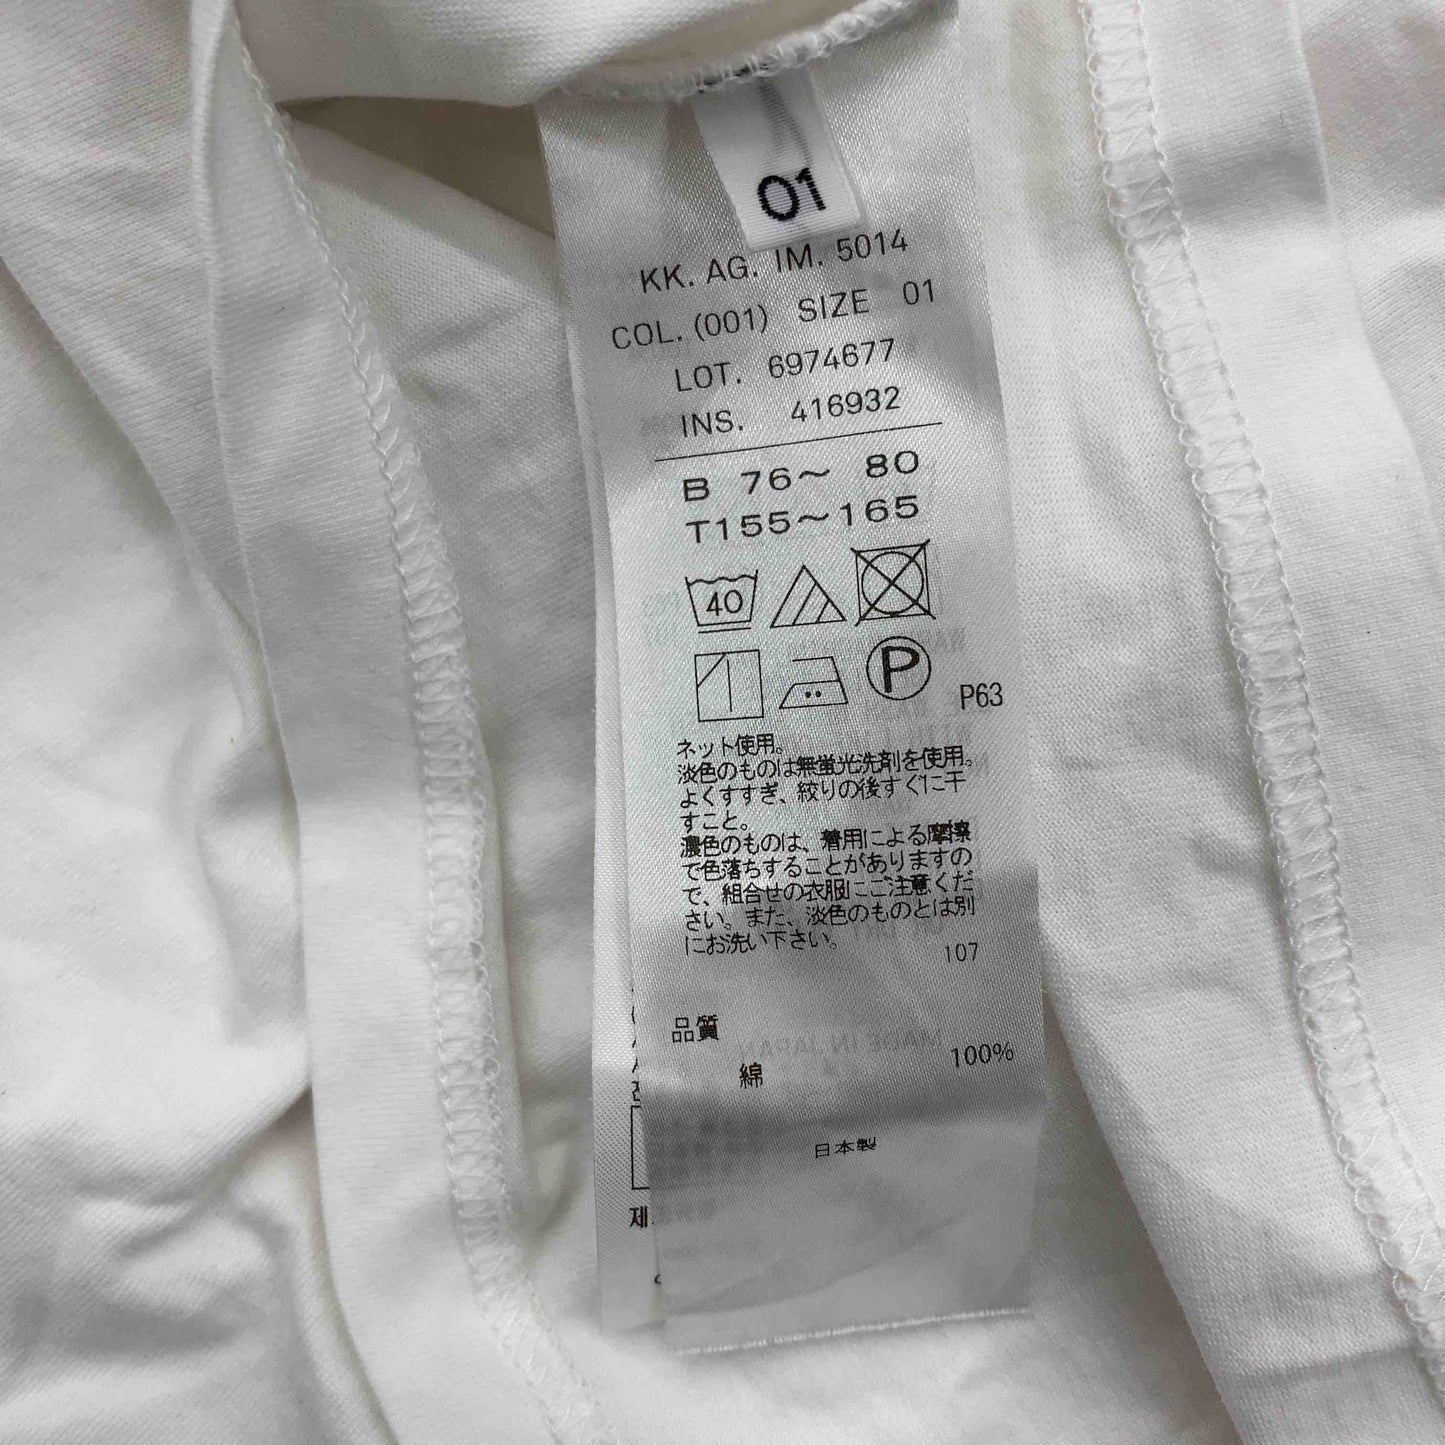 01
KK. AG. IM. 5014
COL. (001) SIZE 01
LOT. 6974677
INS. 416932
B 76～ 80
T155～165
40
P
P63
ネット使用。
淡色のものは無蛍光洗剤を使用。
よくすすぎ、絞りの後すぐに干
すこと。
濃色のものは、着用による摩擦
で色落ちすることがありますの
で、組合せの衣服にご注意くだ
さい。また、淡色のものとは別
にお洗い下さい。
107
品質
綿 100%
日本製
MADE IN JAPAN
제